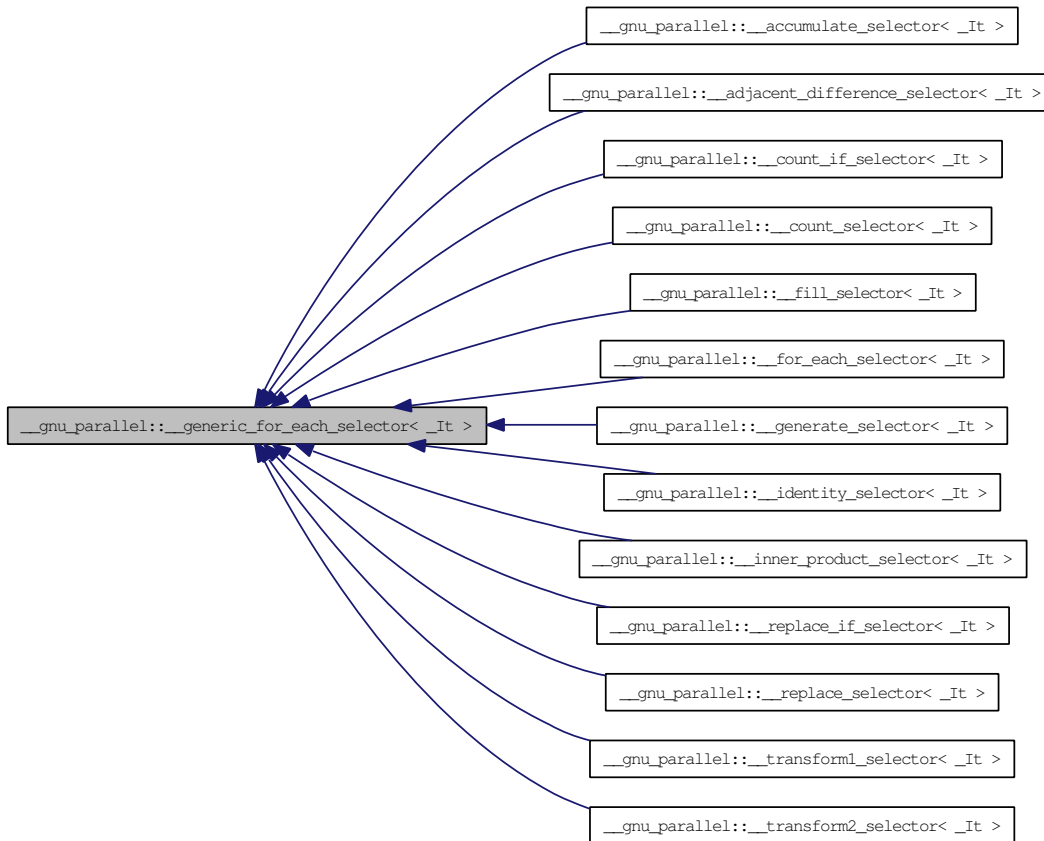 __gnu_parallel::__accumulate_selector< _It >
__gnu_parallel::__adjacent_difference_selector< _It >
__gnu_parallel::__count_if_selector< _It >
__gnu_parallel::__count_selector< _It >
__gnu_parallel::__fill_selector< _It >
__gnu_parallel::__for_each_selector< _It >
__gnu_parallel::__generic_for_each_selector< _It >
__gnu_parallel::__generate_selector< _It >
__gnu_parallel::__identity_selector< _It >
__gnu_parallel::__inner_product_selector< _It >
__gnu_parallel::__replace_if_selector< _It >
__gnu_parallel::__replace_selector< _It >
__gnu_parallel::__transform1_selector< _It >
__gnu_parallel::__transform2_selector< _It >